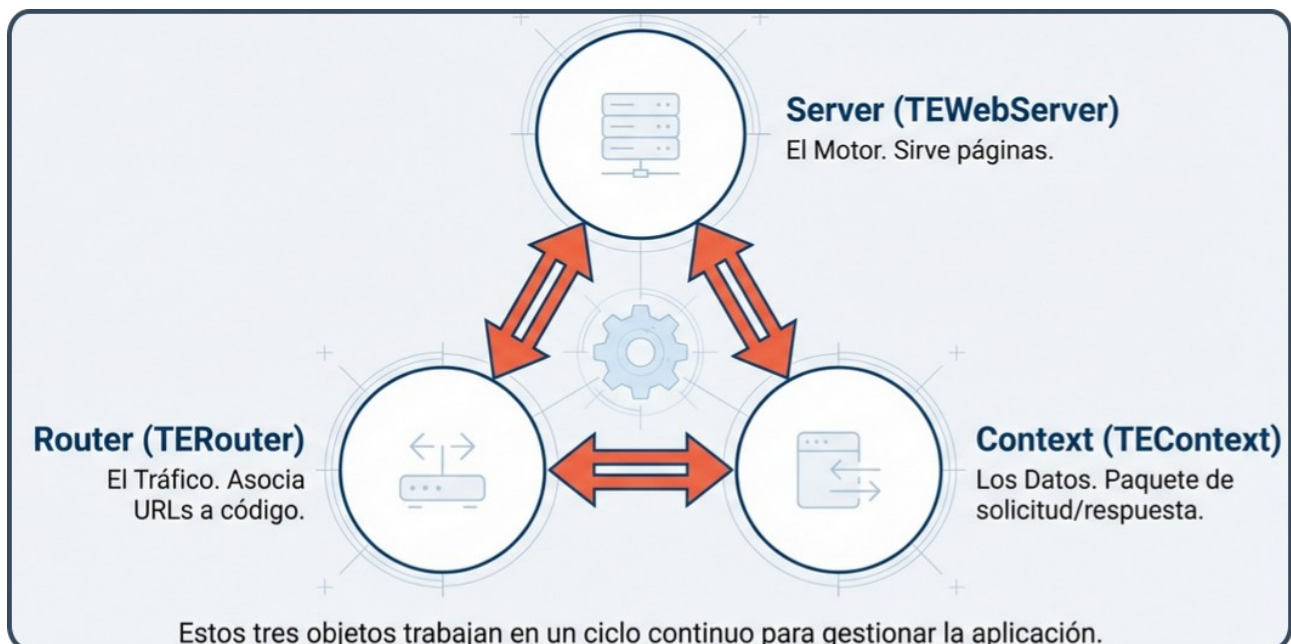 Server (TEWebServer)
El Motor. Sirve páginas.
Router (TERouter)
El Tráfico. Asocia
URLs a código.
Context (TEContext)
Los Datos. Paquete de
solicitud/respuesta.
Estos tres objetos trabajan en un ciclo continuo para gestionar la aplicación.